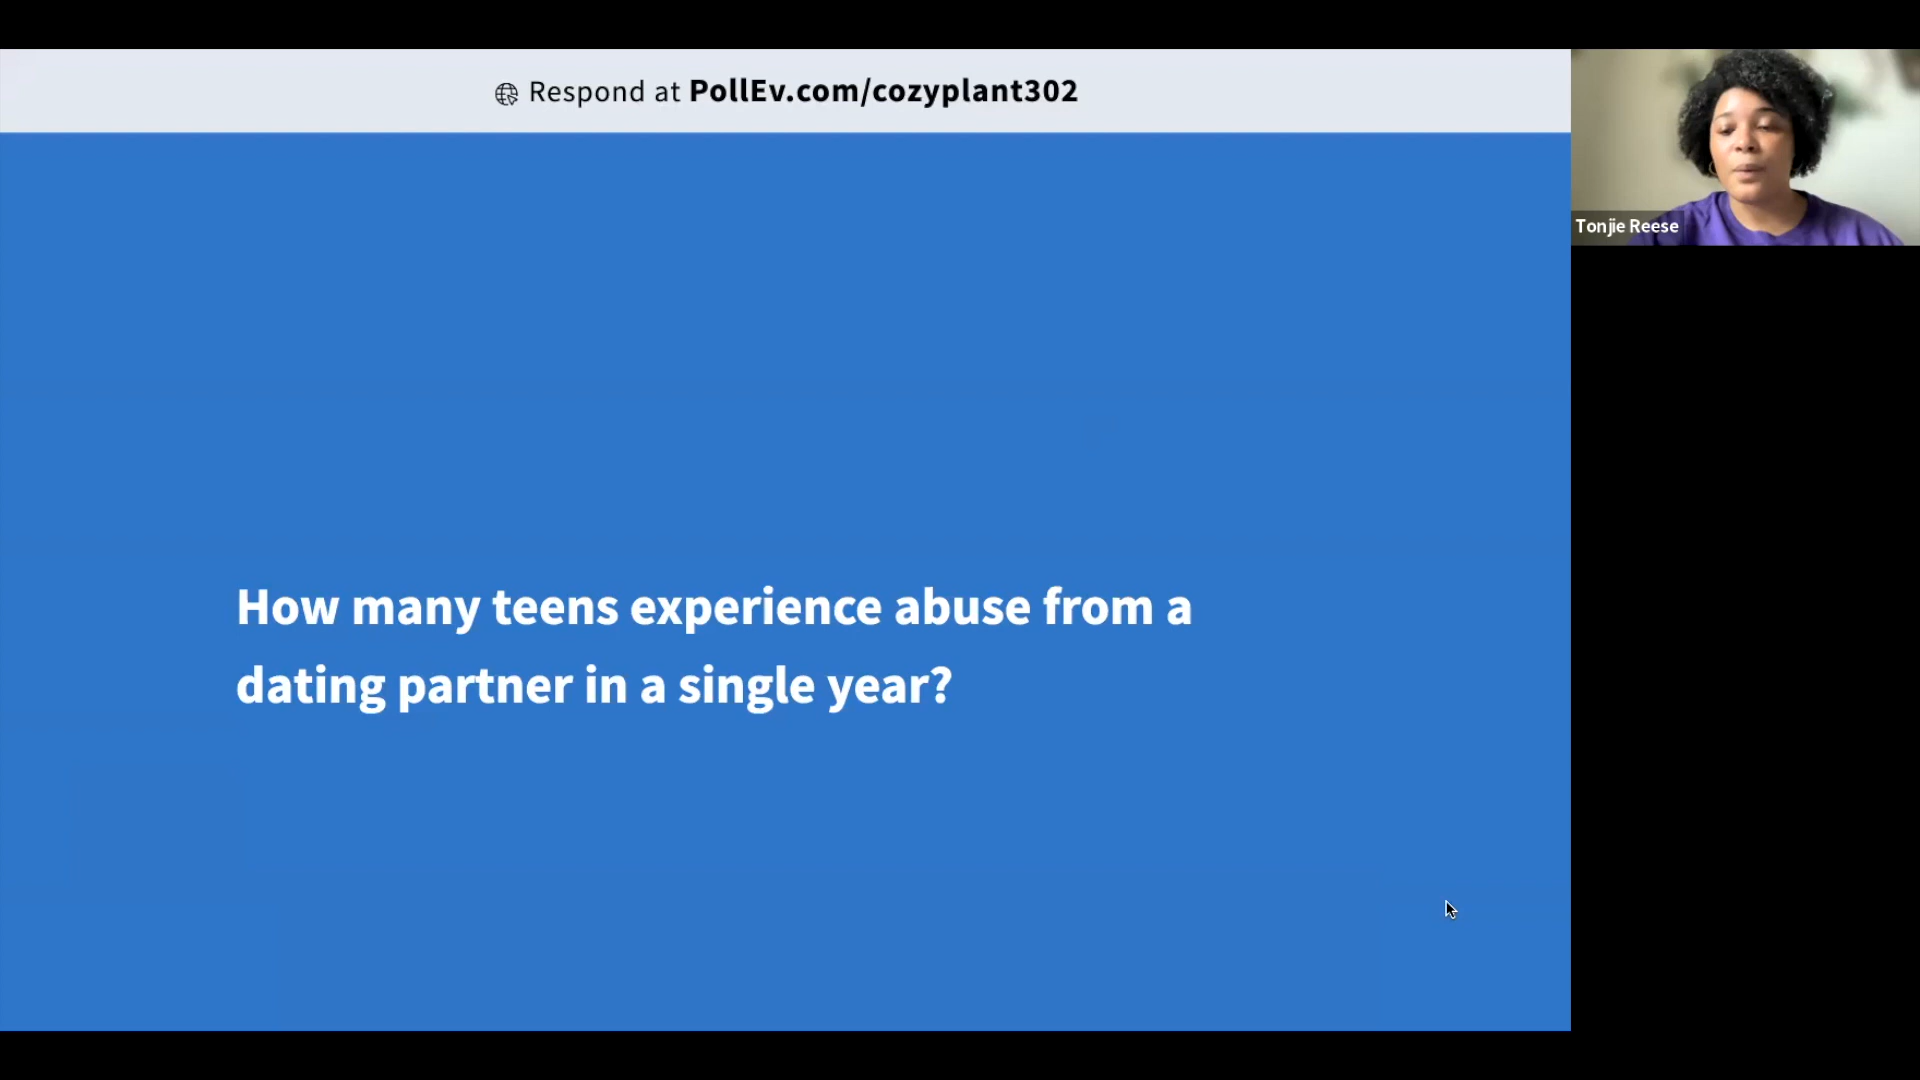 Respond at PollEv.com/cozyplant302
Tonjie Reese
How many teens experience abuse from a
dating partner in a single year?